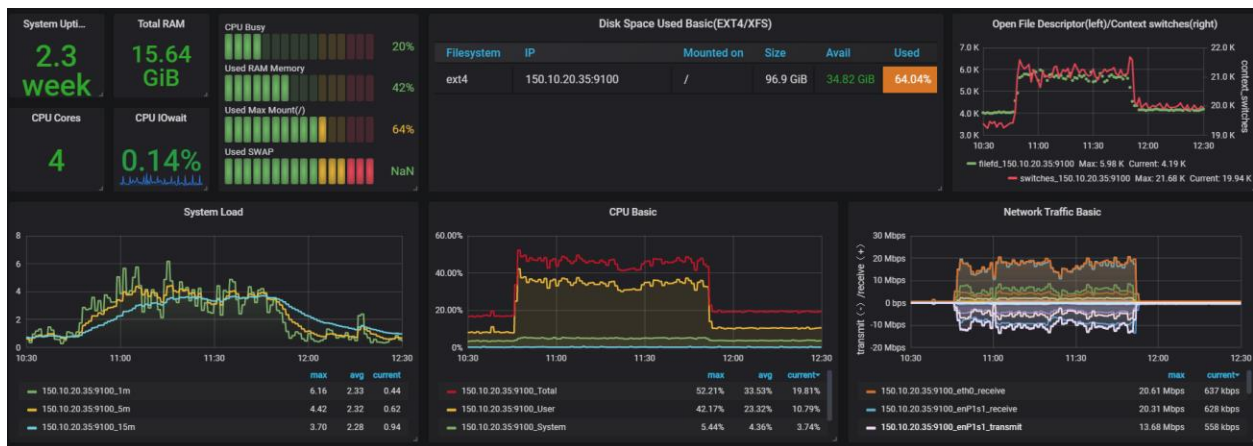 System Upti...
2.3
week
Total RAM
15.64
GiB
CPU Cores
4
CPU IOwait
0.14%
CPU Busy
20%
Used RAM Memory
42%
Used Max Mount(/)
64%
Used SWAP
NaN
Disk Space Used Basic(EXT4/XFS)
Filesystem IP Mounted on Size Avail Used
ext4 150.10.20.35:9100 / 96.9 GiB 34.82 GiB 64.04%
Open File Descriptor(left)/Context switches(right)
7.0 K 22.0 K
6.0 K 21.0 K
5.0 K
4.0 K 20.0 K
3.0 K 19.0 K
context_switches
10:30 11:00 11:30 12:00 12:30
filefd_150.10.20.35:9100 Max: 5.98 K Current: 4.19 K
switches_150.10.20.35:9100 Max: 21.68 K Current: 19.94 K
System Load
8
6
4
2
0
10:30 11:00 11:30 12:00 12:30
max avg current
150.10.20.35:9100_1m 6.16 2.33 0.44
150.10.20.35:9100_5m 4.42 2.32 0.62
150.10.20.35:9100_15m 3.70 2.28 0.94
CPU Basic
60.00%
40.00%
20.00%
0%
10:30 11:00 11:30 12:00 12:30
max avg current
150.10.20.35:9100_Total 52.21% 33.53% 19.81%
150.10.20.35:9100_User 42.17% 23.32% 10.79%
150.10.20.35:9100_System 5.44% 4.36% 3.74%
Network Traffic Basic
transmit (-) /receive (+)
30 Mbps
20 Mbps
10 Mbps
0 bps
-10 Mbps
-20 Mbps
10:30 11:00 11:30 12:00 12:30
max current
150.10.20.35:9100_eth0_receive 20.61 Mbps 637 kbps
150.10.20.35:9100_enP1s1_receive 20.31 Mbps 628 kbps
150.10.20.35:9100_enP1s1_transmit 13.68 Mbps 558 kbps